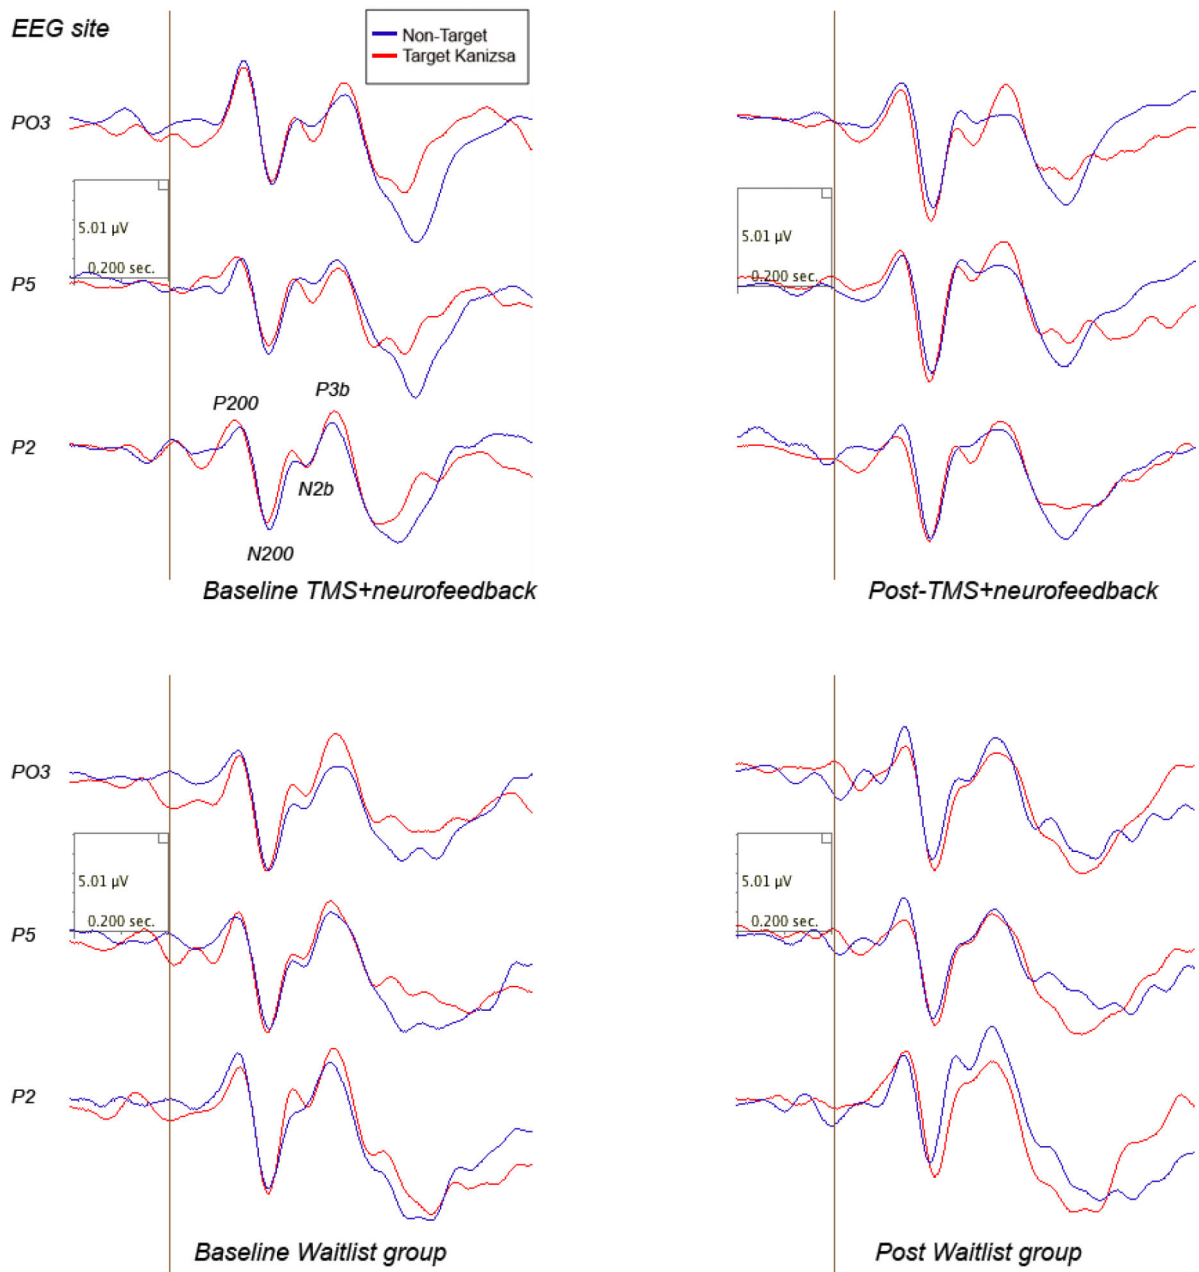 EEG site
Non-Target
Target Kanizsa
PO3
5.01 µV
0.200 sec.
P5
P200
P3b
P2
N2b
N200
Baseline TMS+neurofeedback
5.01 µV
0.200 sec.
Post-TMS+neurofeedback
PO3
5.01 µV
0.200 sec.
P5
P2
Baseline Waitlist group
5.01 µV
0.200 sec.
Post Waitlist group